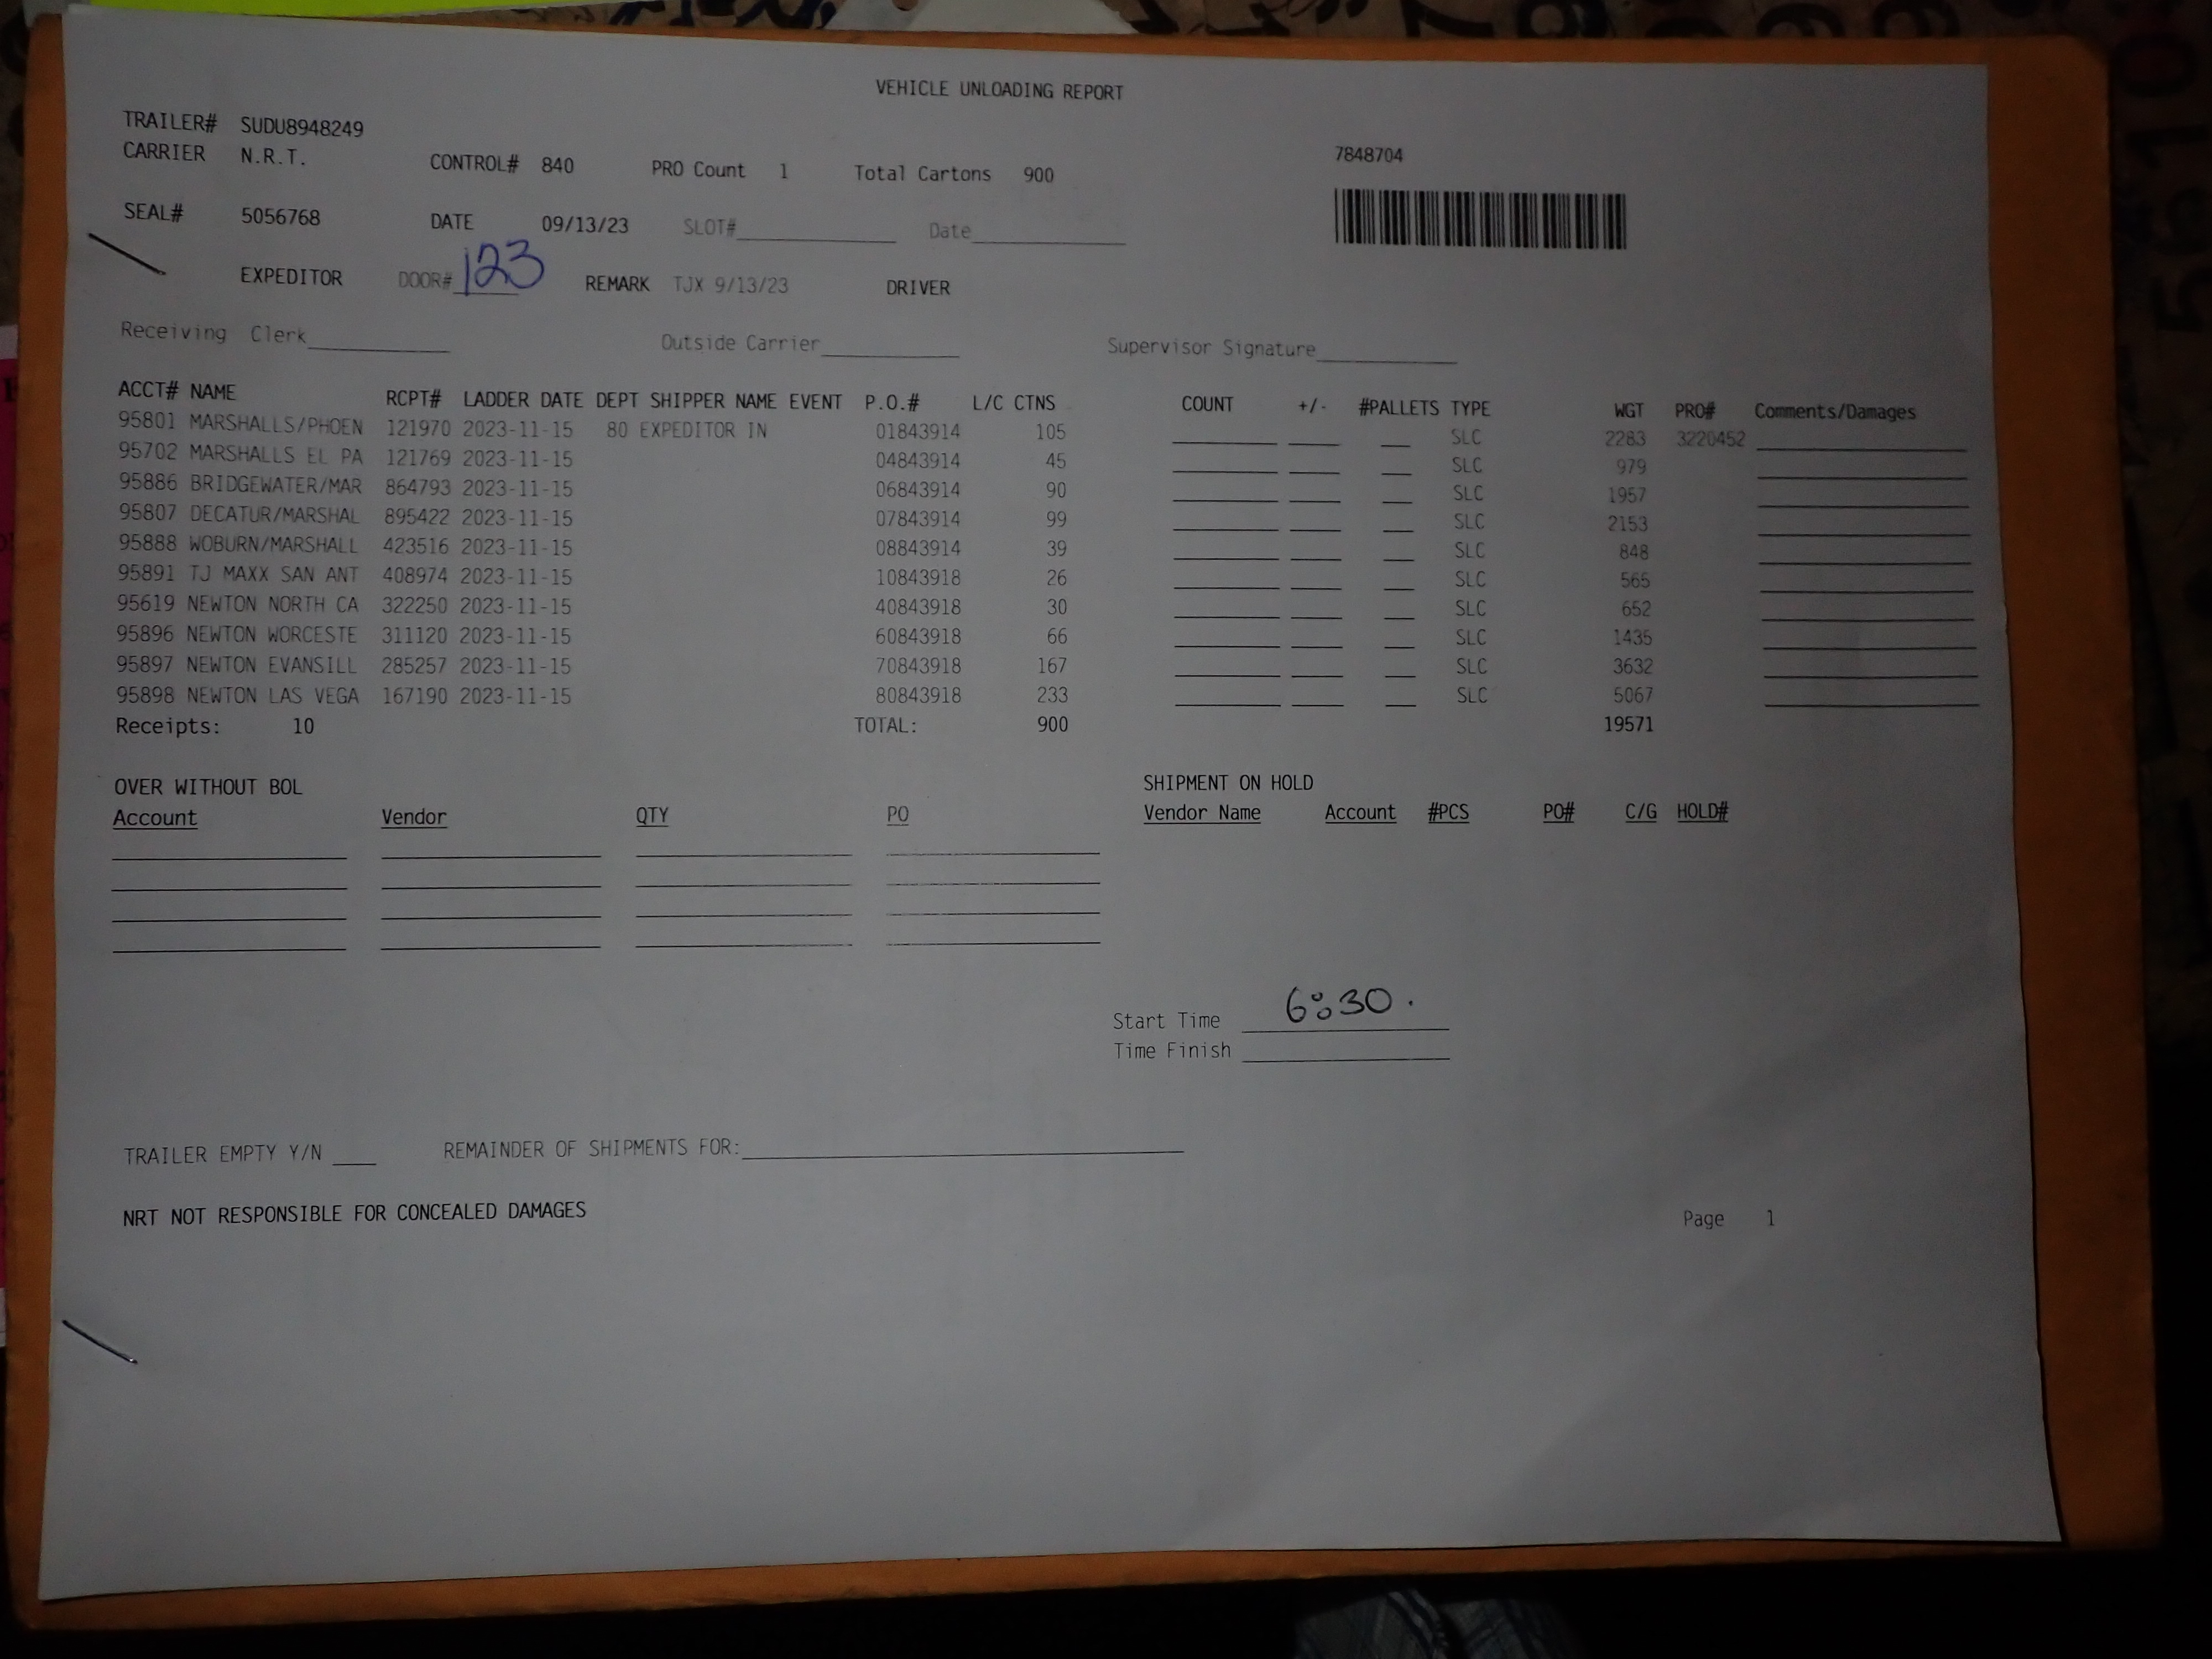 VEHICLE UNLOADING REPORT
TRAILER# SUDU8948249
CARRIER N.R.T. CONTROL# 840 PRO Count 1 Total Cartons 900 7848704
SEAL# 5056768 DATE 09/13/23 SLOT# Date
EXPEDITOR DOOR# 123 REMARK TJX 9/13/23 DRIVER
Receiving Clerk Outside Carrier Supervisor Signature
ACCT# NAME RCPT# LADDER DATE DEPT SHIPPER NAME EVENT P.O.# L/C CTNS COUNT +/- #PALLETS TYPE WGT PRO# Comments/Damages
95801 MARSHALLS/PHOEN 121970 2023-11-15 80 EXPEDITOR IN 01843914 105 SLC 2283 3220452
95702 MARSHALLS EL PA 121769 2023-11-15 04843914 45 SLC 979
95886 BRIDGEWATER/MAR 864793 2023-11-15 06843914 90 SLC 1957
95807 DECATUR/MARSHAL 895422 2023-11-15 07843914 99 SLC 2153
95888 WOBURN/MARSHALL 423516 2023-11-15 08843914 39 SLC 848
95891 TJ MAXX SAN ANT 408974 2023-11-15 10843918 26 SLC 565
95619 NEWTON NORTH CA 322250 2023-11-15 40843918 30 SLC 652
95896 NEWTON WORCESTE 311120 2023-11-15 60843918 66 SLC 1435
95897 NEWTON EVANSILL 285257 2023-11-15 70843918 167 SLC 3632
95898 NEWTON LAS VEGA 167190 2023-11-15 80843918 233 SLC 5067
Receipts: 10 TOTAL: 900 19571
OVER WITHOUT BOL SHIPMENT ON HOLD
Account Vendor QTY PO Vendor Name Account #PCS PO# C/G HOLD#
Start Time 6:30.
Time Finish
TRAILER EMPTY Y/N REMAINDER OF SHIPMENTS FOR:
NRT NOT RESPONSIBLE FOR CONCEALED DAMAGES Page 1